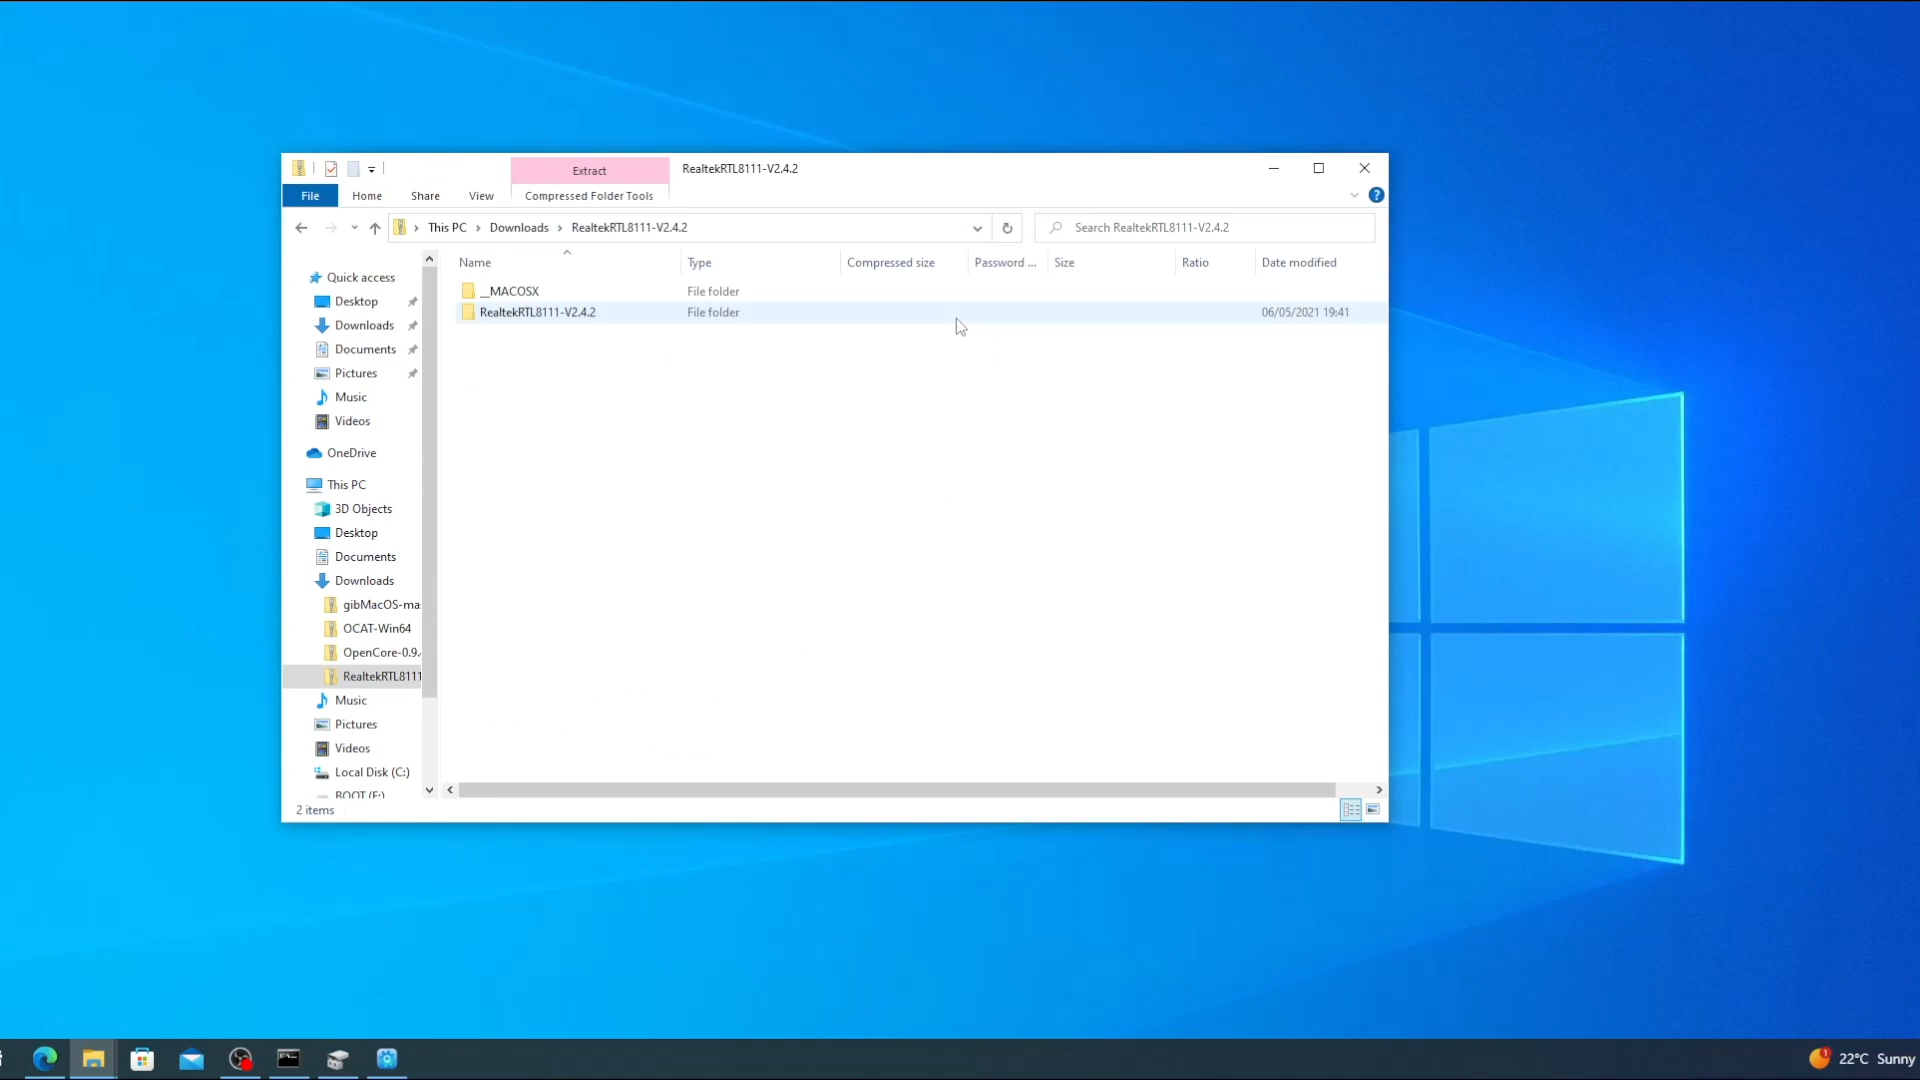 Extract
RealtekRTL8111-V2.4.2
File
Home
Share
View
Compressed Folder Tools
This PC
Downloads
RealtekRTL8111-V2.4.2
Search RealtekRTL8111-V2.4.2
Name
Type
Compressed size
Password ...
Size
Ratio
Date modified
__MACOSX
File folder
RealtekRTL8111-V2.4.2
File folder
06/05/2021 19:41
Quick access
Desktop
Downloads
Documents
Pictures
Music
Videos
OneDrive
This PC
3D Objects
Desktop
Documents
Downloads
gibMacOS-ma
OCAT-Win64
OpenCore-0.9.
RealtekRTL8111
Music
Pictures
Videos
Local Disk (C:)
BOOT (F:)
2 items
1
22°C Sunny